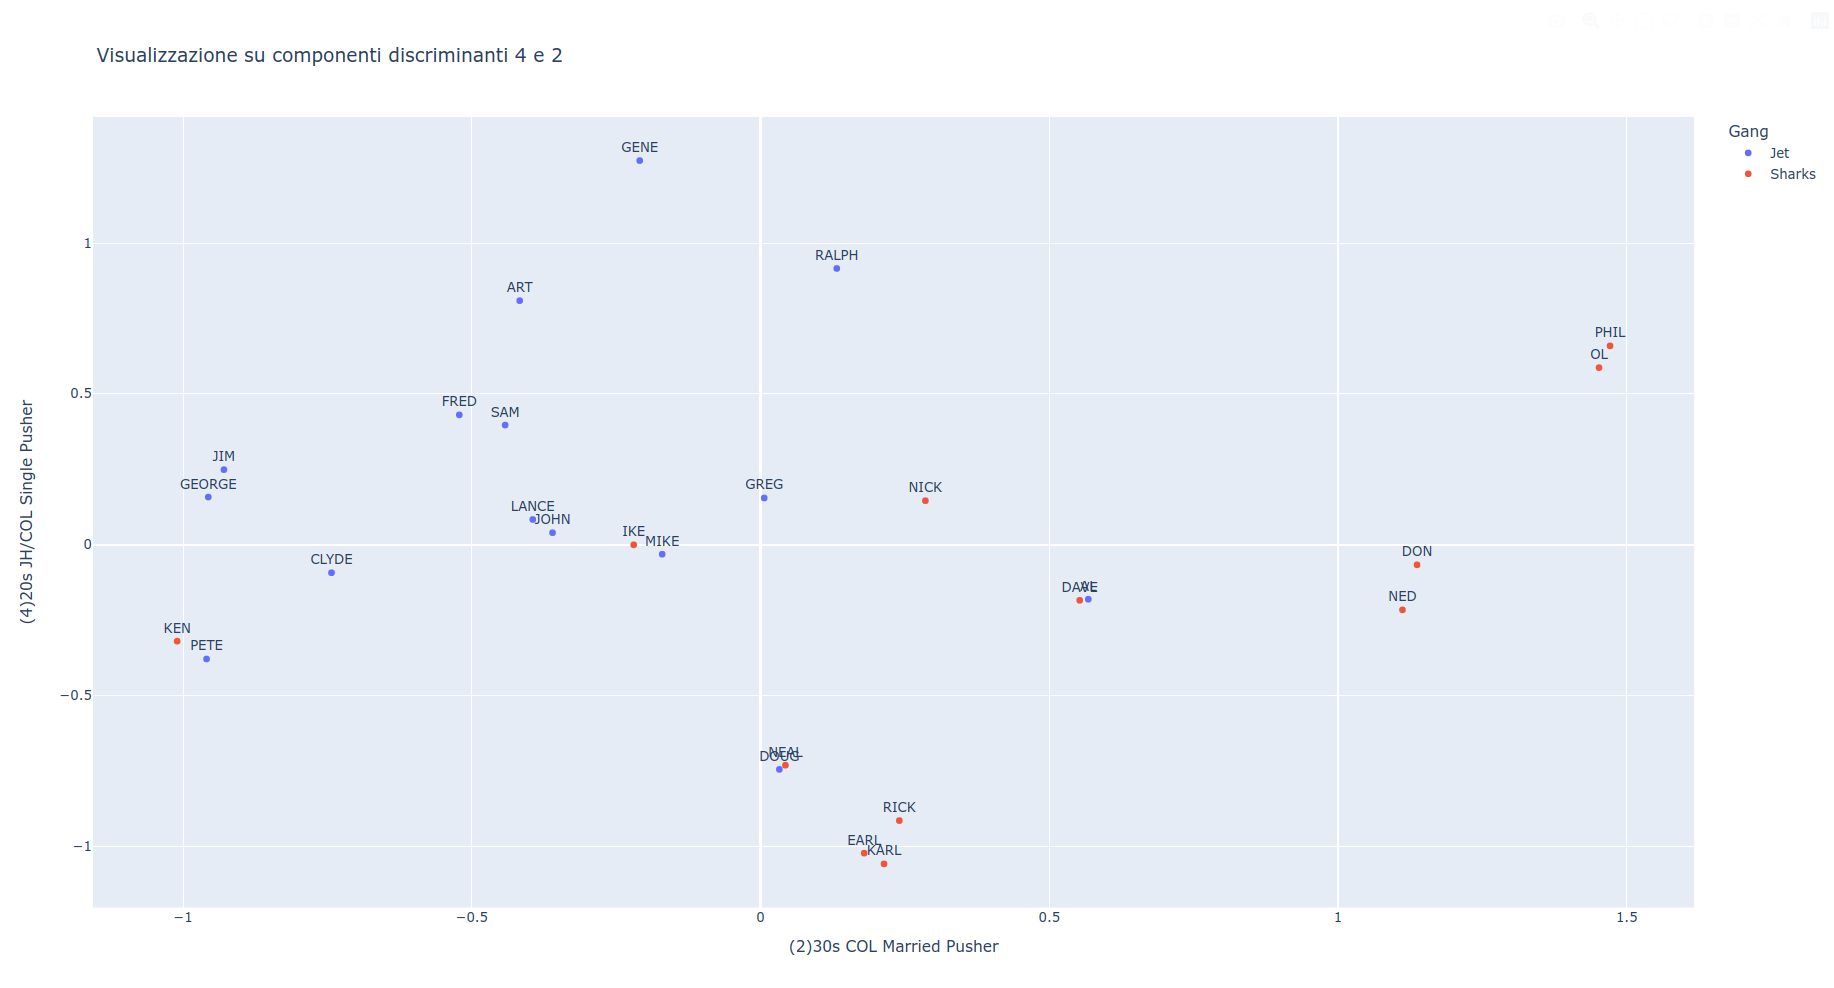 Visualizzazione su componenti discriminanti 4 e 2
Gang
Jet
Sharks
GENE
RALPH
ART
PHIL
OL
FRED
SAM
JIM
GEORGE
GREG
NICK
LANCE
JOHN
IKE
MIKE
CLYDE
DON
DAVE
AL
NED
KEN
PETE
NEAL
DOUG
RICK
EARL
KARL
1
0.5
0
−0.5
−1
(4)20s JH/COL Single Pusher
−1
−0.5
0
0.5
1
1.5
(2)30s COL Married Pusher